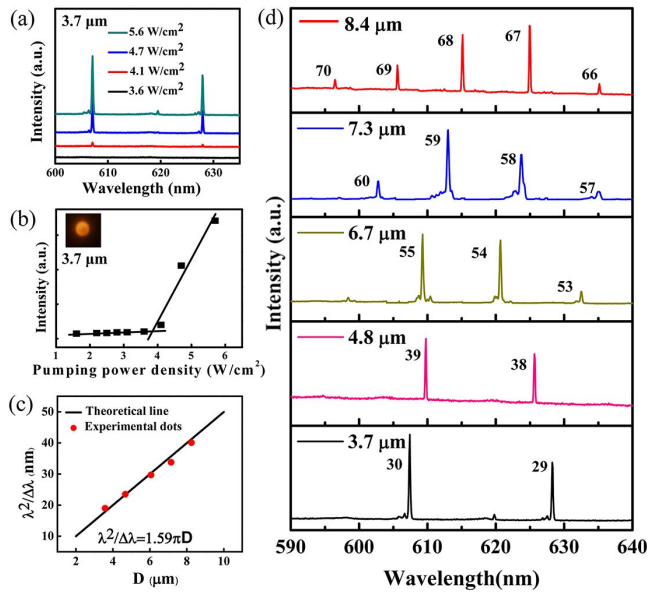 (a)
3.7 μm
5.6 W/cm²
4.7 W/cm²
4.1 W/cm²
3.6 W/cm²
Intensity (a.u.)
600 610 620 630
Wavelength (nm)
(b)
3.7 μm
Intensity (a.u.)
1 2 3 4 5 6
Pumping power density (W/cm²)
(c)
50
40
30
20
10
Theoretical line
Experimental dots
λ²/Δλ (nm)
λ²/Δλ=1.59πD
2 4 6 8 10
D (μm)
(d)
8.4 μm
70 69 68 67 66
7.3 μm
60 59 58 57
6.7 μm
55 54 53
4.8 μm
39 38
3.7 μm
30 29
Intensity (a.u.)
Intensity (a.u.)
Intensity (a.u.)
Intensity (a.u.)
Intensity (a.u.)
590 600 610 620 630 640
Wavelength(nm)